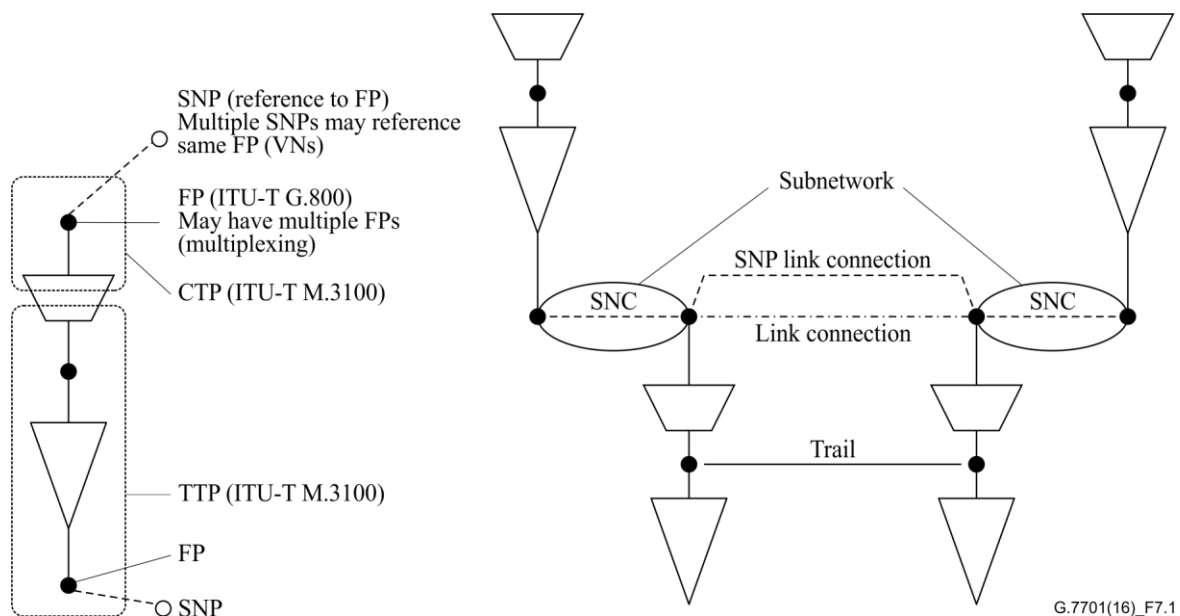 SNP (reference to FP)
Multiple SNPs may reference
same FP (VNs)
FP (ITU-T G.800)
May have multiple FPs
(multiplexing)
CTP (ITU-T M.3100)
TTP (ITU-T M.3100)
FP
SNP
Subnetwork
SNP link connection
SNC
SNC
Link connection
Trail
G.7701(16)_F7.1